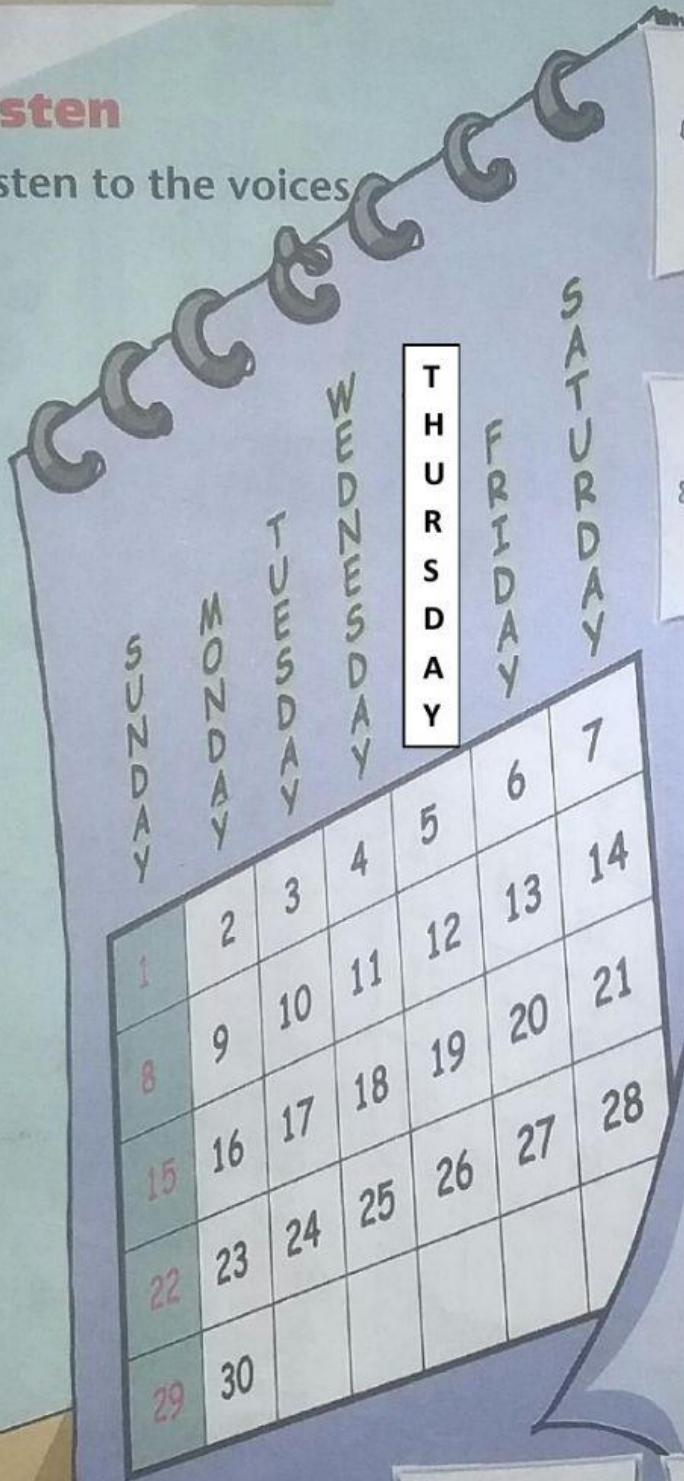 sten
sten to the voices
SUNDAY MONDAY TUESDAY WEDNESDAY THURSDAY FRIDAY SATURDAY
1 2 3 4 5 6 7
8 9 10 11 12 13 14
15 16 17 18 19 20 21
22 23 24 25 26 27 28
29 30